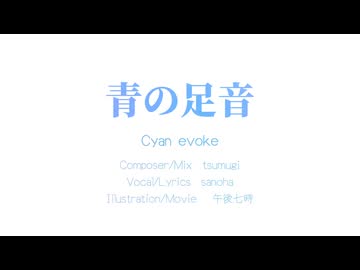 青の足音
Cyan evoke
Composer/Mix tsumugi
Vocal/Lyrics sanoha
Illustration/Movie 午後七時